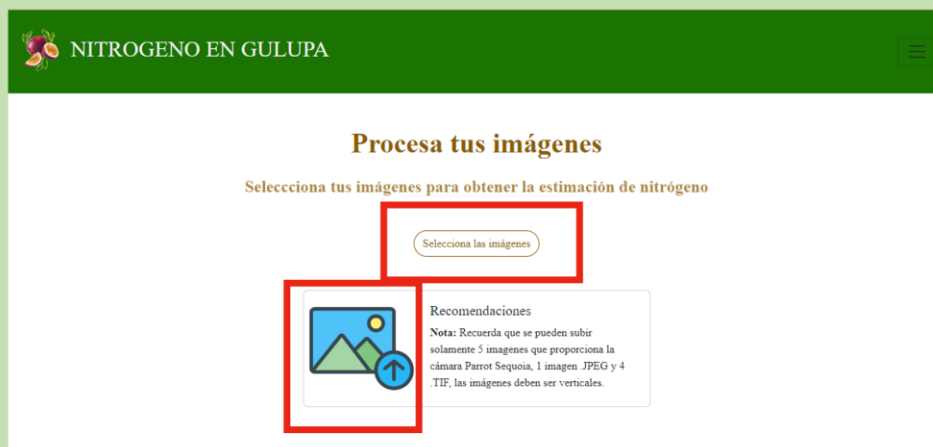 NITROGENO EN GULUPA
Procesa tus imágenes
Seleccciona tus imágenes para obtener la estimación de nitrógeno
Selecciona las imágenes
Recomendaciones
Nota: Recuerda que se pueden subir
solamente 5 imagenes que proporciona la
cámara Parrot Sequoia, 1 imagen .JPEG y 4
.TIF, las imágenes deben ser verticales.